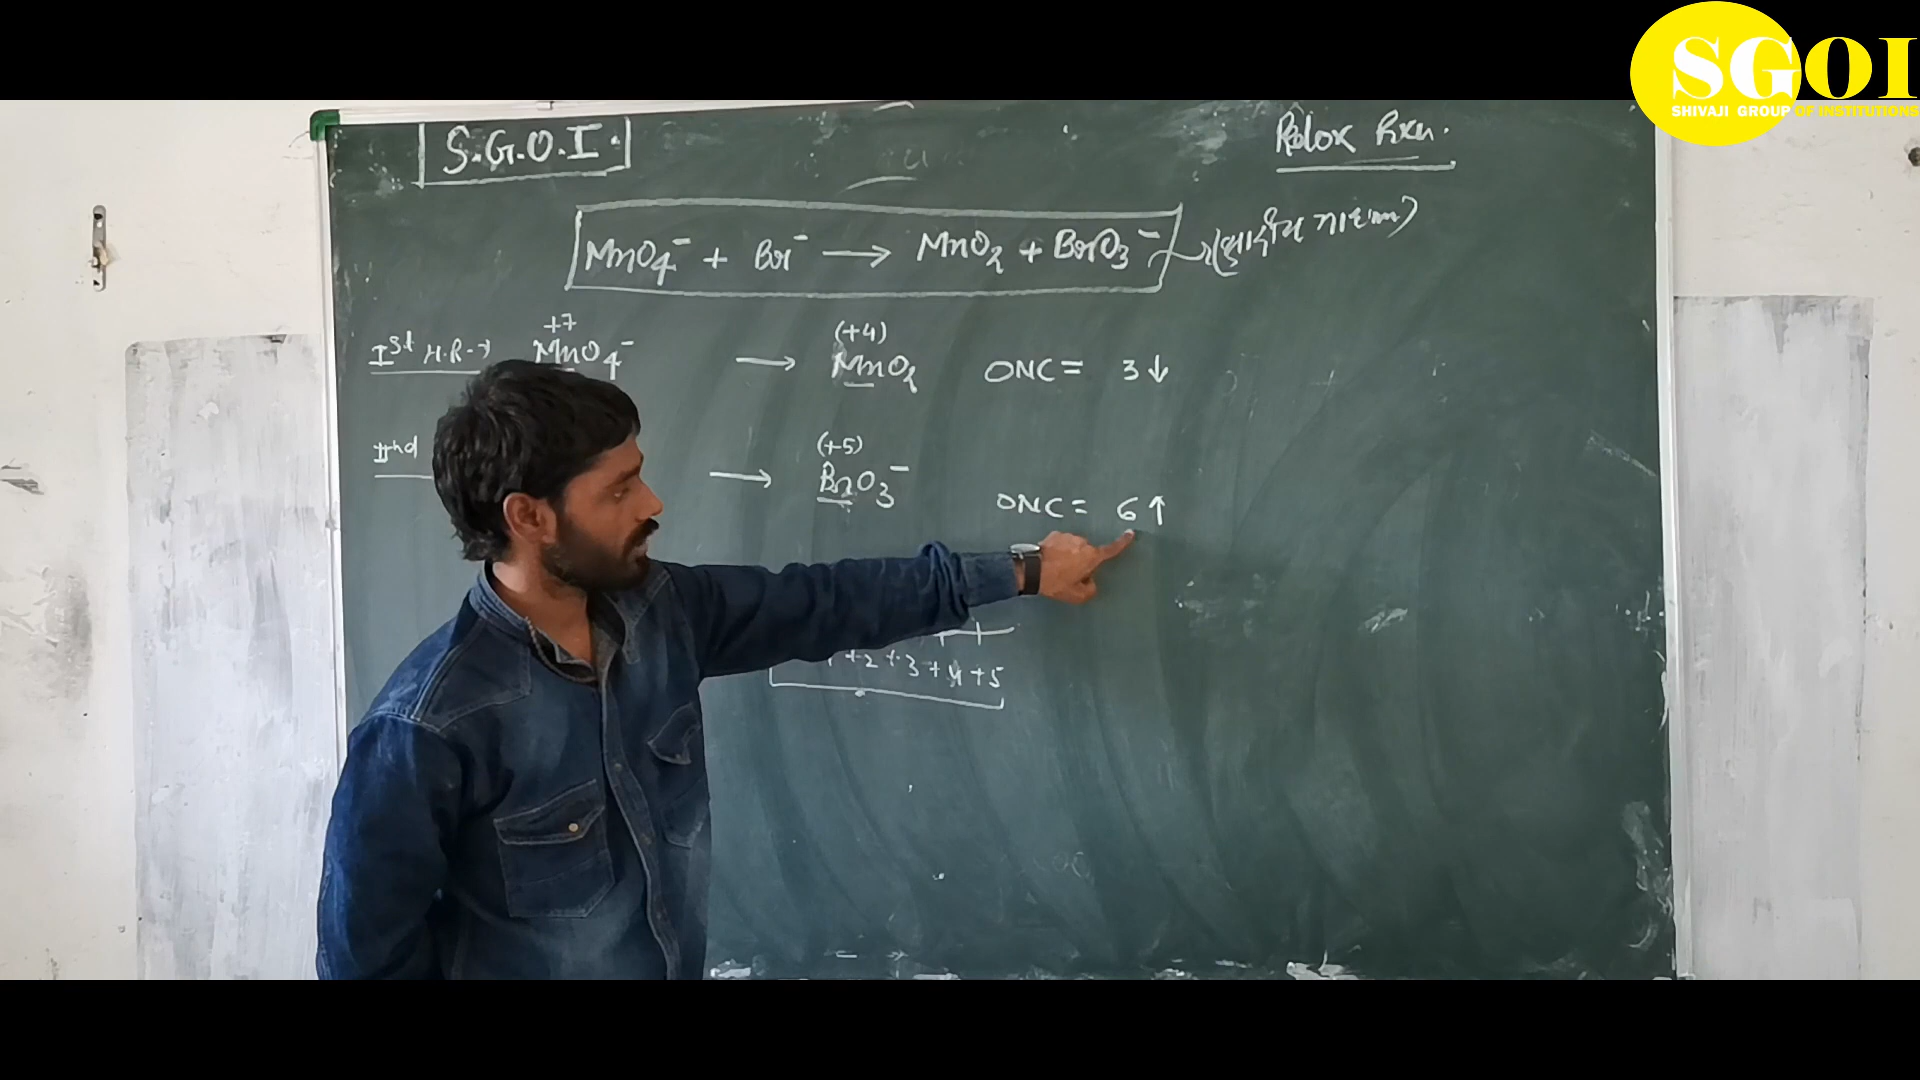 SGOI
SHIVAJI GROUP OF INSTITUTIONS
S.G.O.I.
Redox Rxn.
MnO₄⁻ + Br⁻ → MnO₂ + BrO₃⁻ (क्षारीय माध्यम)
+7 (+4)
Iˢᵗ H.R→ MnO₄⁻ → MnO₂ ONC = 3↓
(+5)
IIⁿᵈ → BrO₃⁻ ONC = 6↑
+2 +3 +4 +5